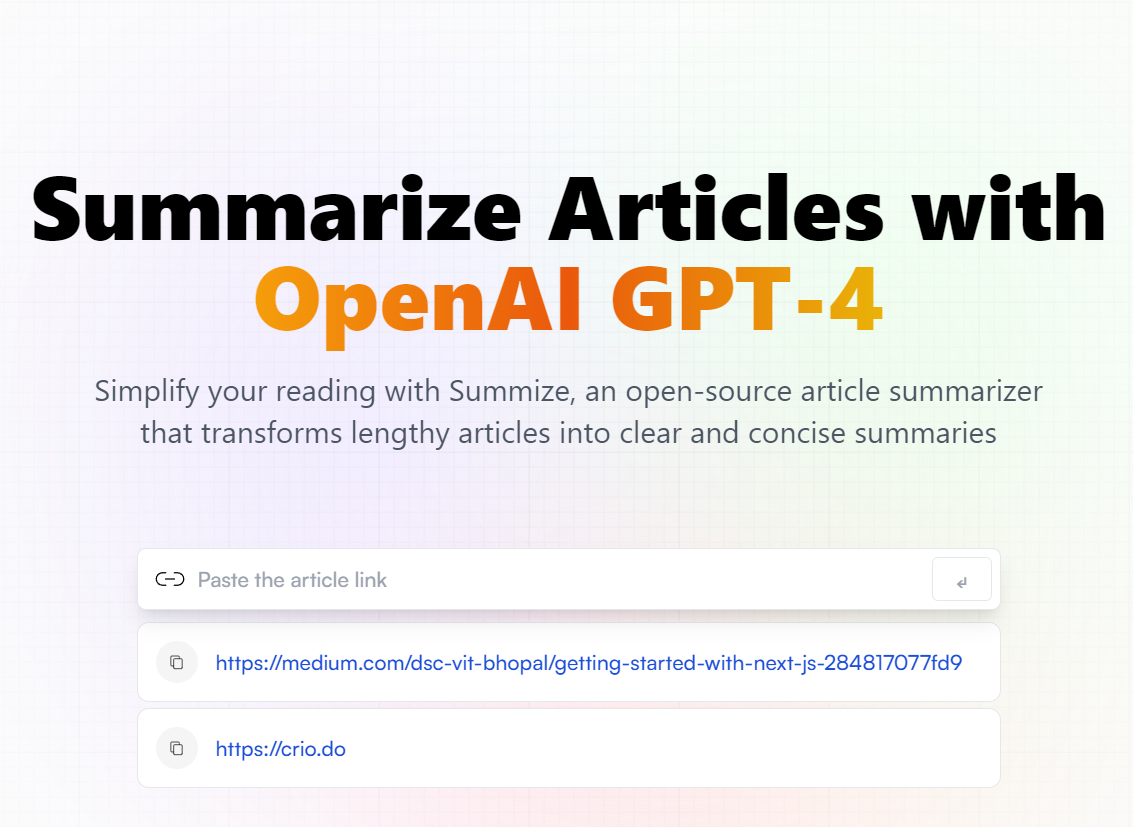 Summarize Articles with
OpenAI GPT-4
Simplify your reading with Summize, an open-source article summarizer
that transforms lengthy articles into clear and concise summaries
Paste the article link
https://medium.com/dsc-vit-bhopal/getting-started-with-next-js-284817077fd9
https://crio.do